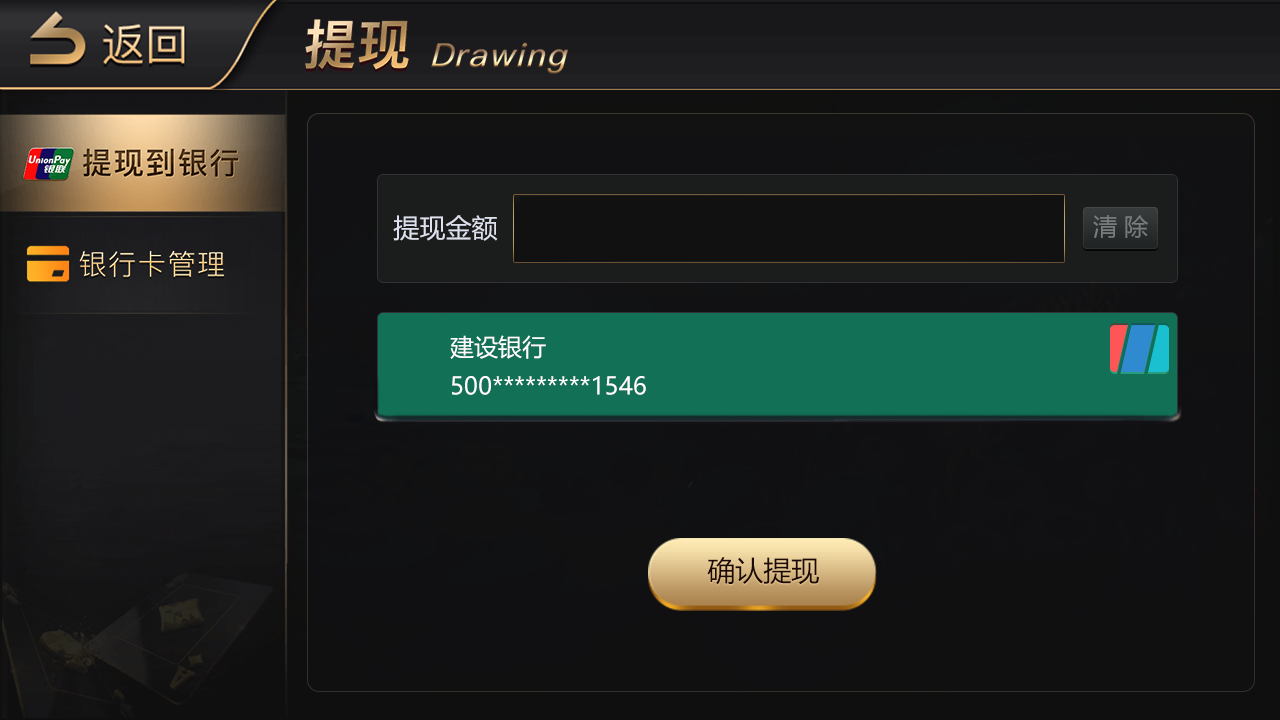 返回
提现 Drawing
UnionPay
银联
提现到银行
银行卡管理
提现金额
清除
建设银行
500*********1546
确认提现